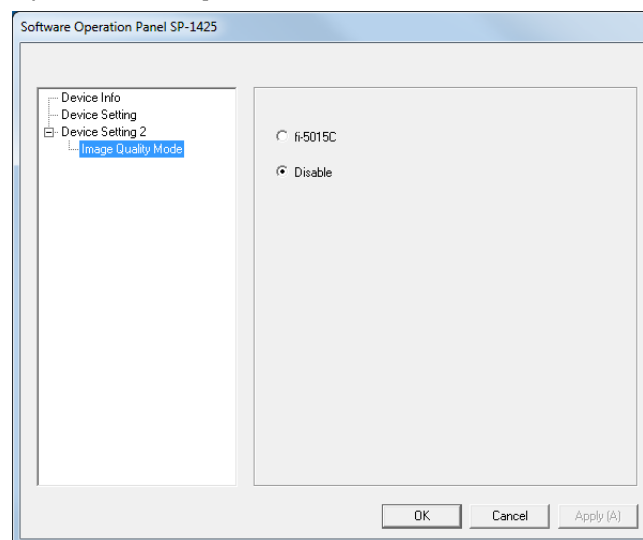 Software Operation Panel SP-1425
Device Info
Device Setting
Device Setting 2
Image Quality Mode
fi-5015C
Disable
OK
Cancel
Apply (A)